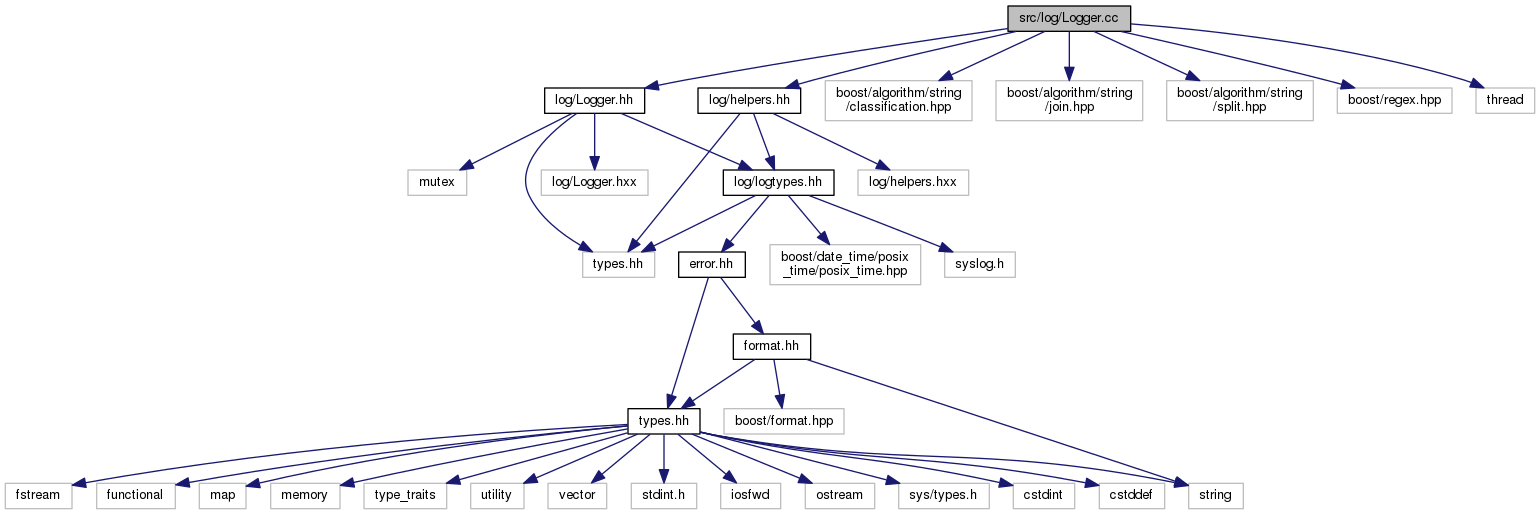 src/log/Logger.cc
log/Logger.hh
log/helpers.hh
boost/algorithm/string
/classification.hpp
boost/algorithm/string
/join.hpp
boost/algorithm/string
/split.hpp
boost/regex.hpp
thread
mutex
log/Logger.hxx
log/logtypes.hh
log/helpers.hxx
types.hh
error.hh
boost/date_time/posix
_time/posix_time.hpp
syslog.h
format.hh
types.hh
boost/format.hpp
fstream
functional
map
memory
type_traits
utility
vector
stdint.h
iosfwd
ostream
sys/types.h
cstdint
cstddef
string